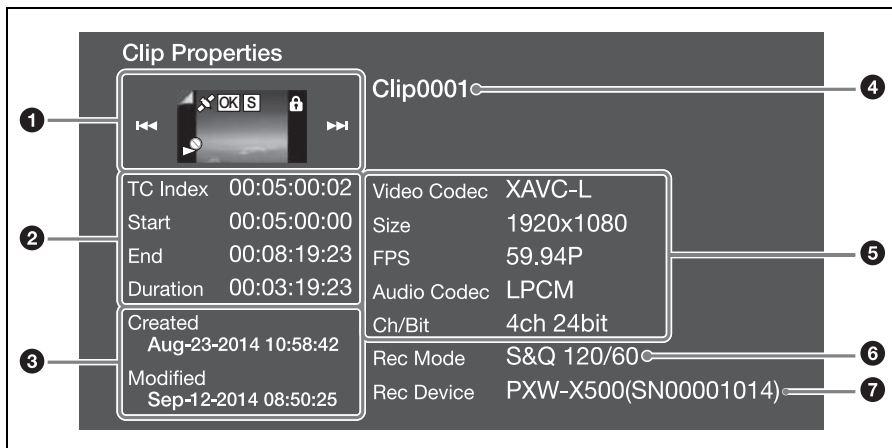 Clip Properties
OK S
Clip0001
TC Index 00:05:00:02
Start 00:05:00:00
End 00:08:19:23
Duration 00:03:19:23
Created
Aug-23-2014 10:58:42
Modified
Sep-12-2014 08:50:25
Video Codec XAVC-L
Size 1920x1080
FPS 59.94P
Audio Codec LPCM
Ch/Bit 4ch 24bit
Rec Mode S&Q 120/60
Rec Device PXW-X500(SN00001014)
1
2
3
4
5
6
7